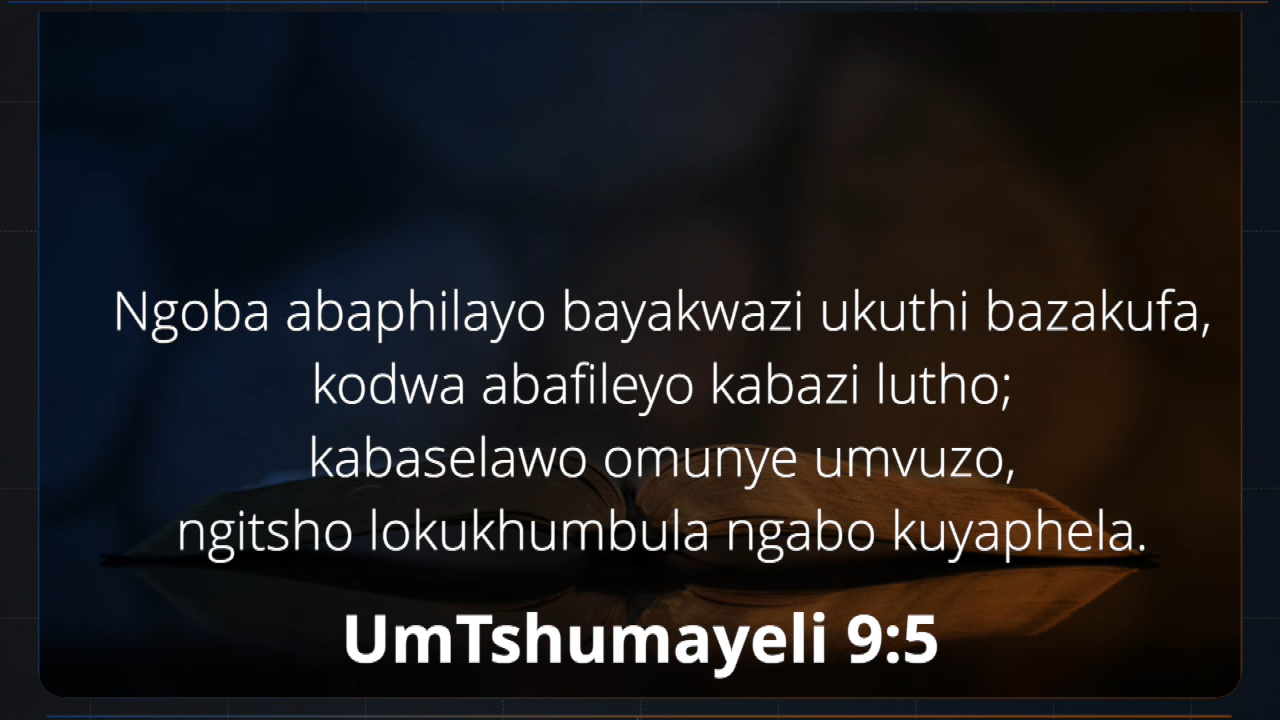 Ngoba abaphilayo bayakwazi ukuthi bazakufa,
kodwa abafileyo kabazi lutho;
kabaselawo omunye umvuzo,
ngitsho lokukhumbula ngabo kuyaphela.
UmTshumayeli 9:5